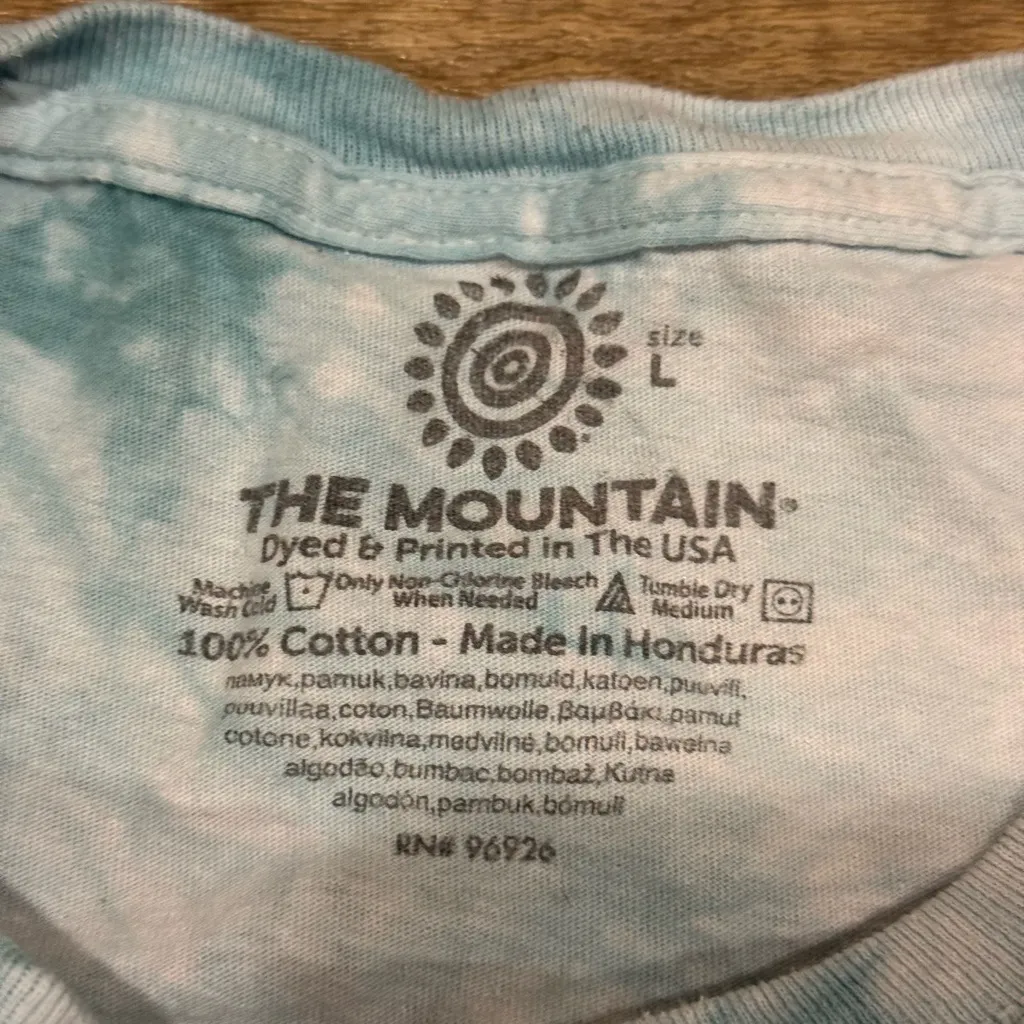 size
L
THE MOUNTAIN®
Dyed & Printed in The USA
Machine Wash Cold
Only Non-Chlorine Bleach When Needed
Tumble Dry Medium
100% Cotton - Made In Honduras
памук,pamuk,bavlna,bomuld,katoen,puuvill,
puuvillaa,coton,Baumwolle,βαμβάκι,pamut
cotone,kokvilna,medvilnė,bomull,bawełna
algodão,bumbac,bombaž,Kutna
algodón,pambuk,bómull
RN# 96926